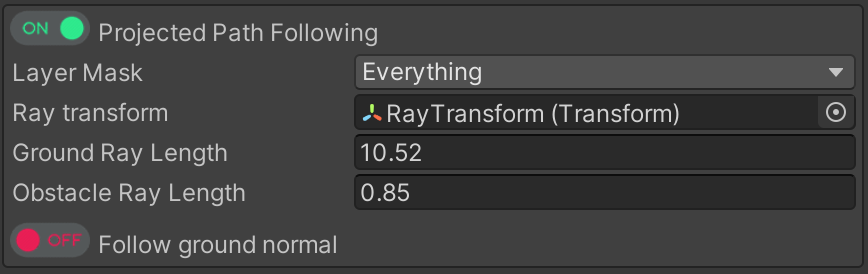 ON Projected Path Following
Layer Mask Everything
Ray transform RayTransform (Transform)
Ground Ray Length 10.52
Obstacle Ray Length 0.85
OFF Follow ground normal